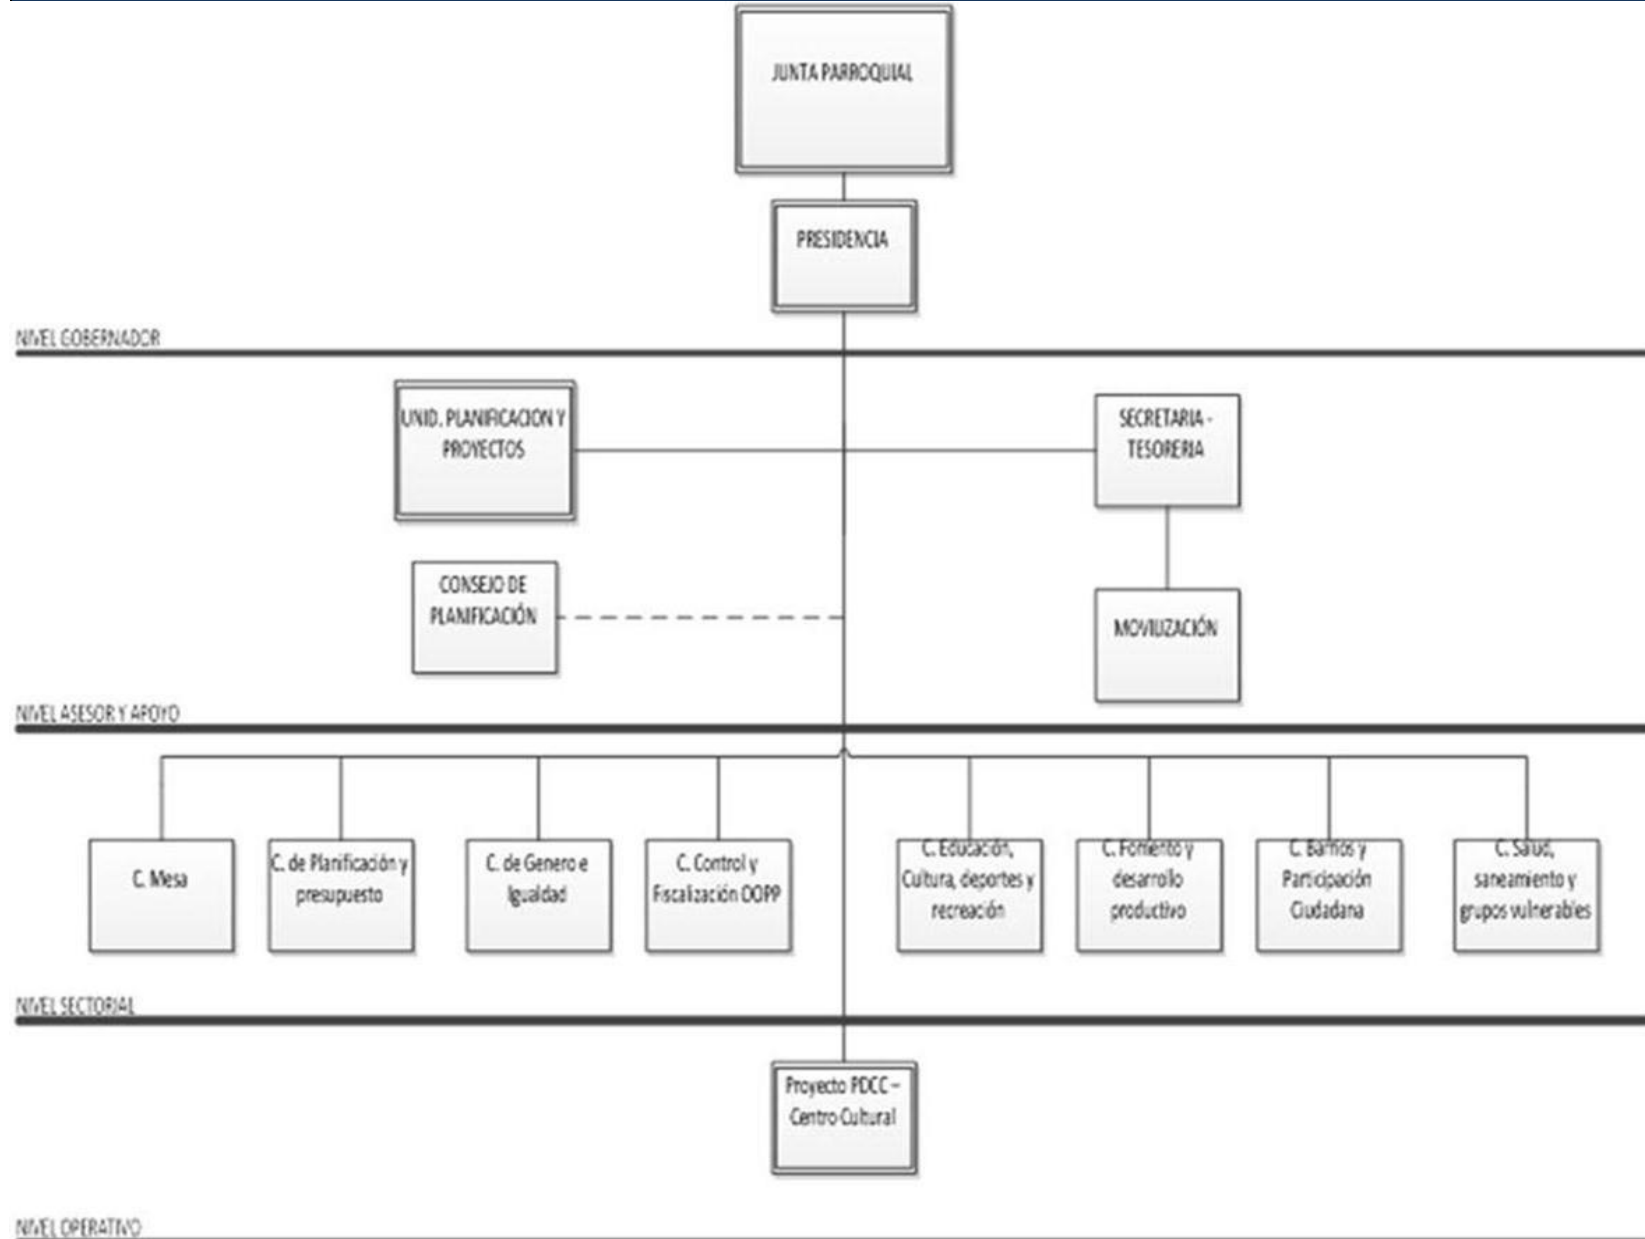 JUNTA PARROQUIAL
PRESIDENCIA
NIVEL GOBERNADOR
UNID. PLANIFICACION Y
PROYECTOS
SECRETARIA -
TESORERIA
CONSEJO DE
PLANIFICACIÓN
MOVILIZACIÓN
NIVEL ASESOR Y APOYO
C. Mesa
C. de Planificación y
presupuesto
C. de Genero e
Igualdad
C. Control y
Fiscalización OOPP
C. Educación,
Cultura, deportes y
recreación
C. Fomento y
desarrollo
productivo
C. Barrios y
Participación
Ciudadana
C. Salud,
saneamiento y
grupos vulnerables
NIVEL SECTORIAL
Proyecto PDCC –
Centro Cultural
NIVEL OPERATIVO